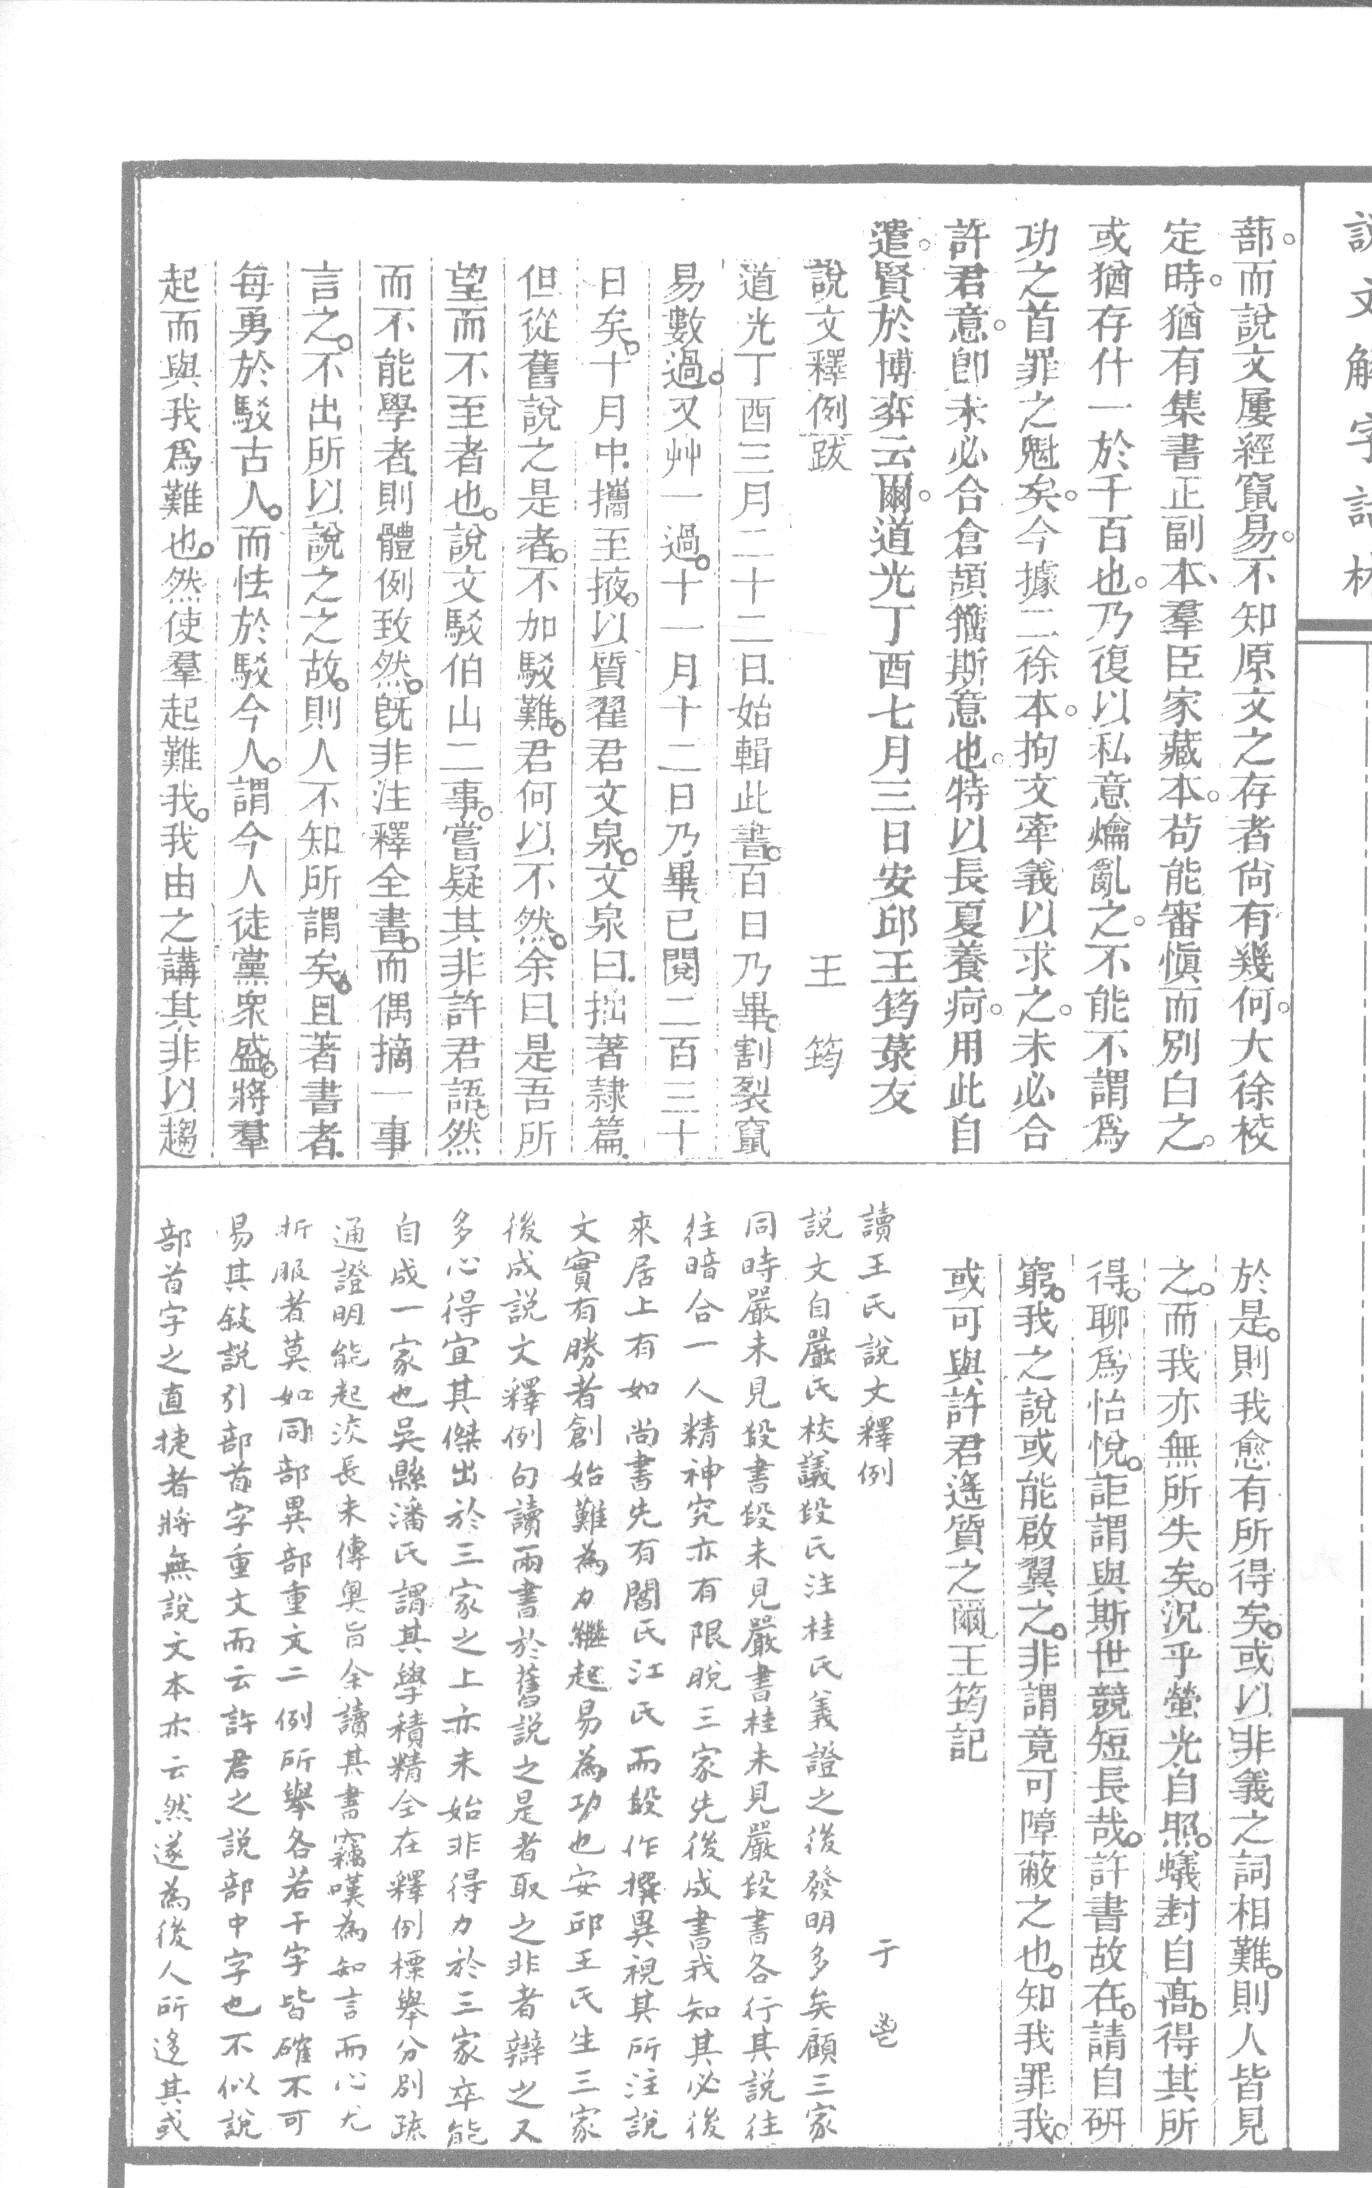 說文解字詁林
蔀而說文屢經竄易。不知原文之存者尙有幾何。大徐校
定時。猶有集書正副本、羣臣家藏本。苟能審愼而別白之。
或猶存什一於千百也。乃復以私意爚亂之。不能不謂爲
功之首罪之魁矣。今據二徐本。拘文牽義以求之。未必合
許君意。卽未必合倉頡籒斯意也。特以長夏養疴。用此自
遣。賢於博弈云爾。道光丁酉七月三日安邱王筠菉友
說文釋例跋
王筠
道光丁酉三月二十二日.始輯此書。百日乃畢、割裂竄
易數過。又艸一過。十一月十二日乃畢、已閱二百三十
日矣。十月中.攜至掖。以質翟君文泉。文泉曰.拙著隸篇.
但從舊說之是者。不加駁難。君何以不然。余曰.是吾所
望而不至者也。說文駁伯山二事。嘗疑其非許君語。然
而不能學者.則體例致然。旣非注釋全書。而偶摘一事
言之。不出所以說之之故。則人不知所謂矣。且著書者.
每勇於駁古人。而怯於駁今人。謂今人徒黨衆盛。將羣
起而與我爲難也。然使羣起難我。我由之講其非以趨
於是。則我愈有所得矣。或以非義之詞相難。則人皆見
之。而我亦無所失矣。況乎螢光自照。蟻封自高。得其所
得。聊爲怡悅。詎謂與斯世競短長哉。許書故在。請自硏
窮。我之說或能啟翼之。非謂竟可障蔽之也。知我罪我。
或可與許君遙質之爾、王筠記
讀王氏說文釋例
于鬯
說文自嚴氏校議段氏注桂氏義證之後發明多矣顧三家
同時嚴未見段書段未見嚴書桂未見嚴段書各行其說往
往暗合一人精神究亦有限晚三家先後成書我知其必後
來居上有如尚書先有閻氏江氏而段作撰異視其所注說
文實有勝者創始難為力繼起易為功也安邱王氏生三家
後成說文釋例句讀兩書於舊說之是者取之非者辯之又
多心得宜其傑出於三家之上亦未始非得力於三家卒能
自成一家也吳縣潘氏謂其學積精全在釋例標舉分別疏
通證明能起洨長未傳奧旨全讀其書竊嘆為知言而心尤
折服者莫如同部異部重文二例所舉各若干字皆確不可
易其敍說引部首字重文而云許君之說部中字也不似說
部首字之直捷者將無說文本亦云然遂為後人所迻其或